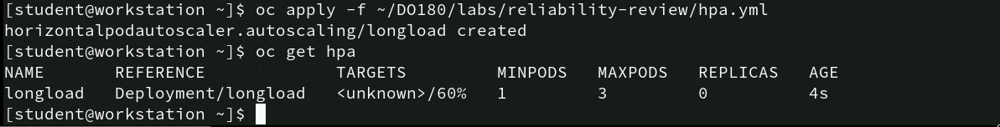 [student@workstation ~]$ oc apply -f ~/DO180/labs/reliability-review/hpa.yml
horizontalpodautoscaler.autoscaling/longload created
[student@workstation ~]$ oc get hpa
NAME REFERENCE TARGETS MINPODS MAXPODS REPLICAS AGE
longload Deployment/longload <unknown>/60% 1 3 0 4s
[student@workstation ~]$